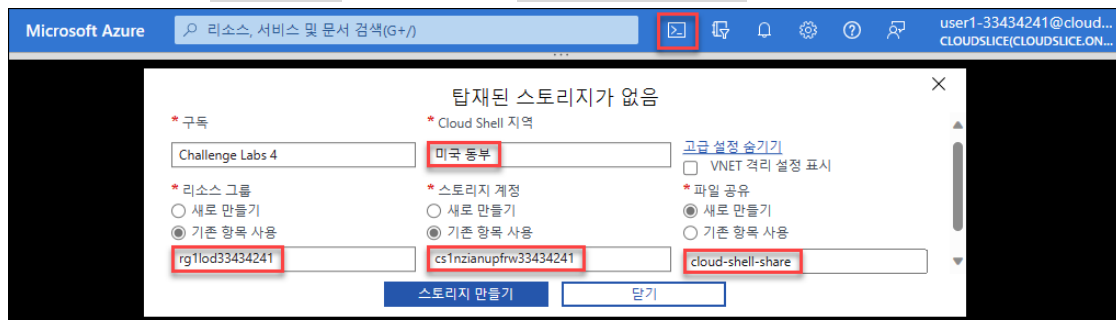 Microsoft Azure
리소스, 서비스 및 문서 검색(G+/)
user1-33434241@cloud...
CLOUDSLICE(CLOUDSLICE.ON...
탑재된 스토리지가 없음
* 구독
* Cloud Shell 지역
Challenge Labs 4
미국 동부
고급 설정 숨기기
VNET 격리 설정 표시
* 리소스 그룹
* 스토리지 계정
* 파일 공유
새로 만들기
새로 만들기
새로 만들기
기존 항목 사용
기존 항목 사용
기존 항목 사용
rg1lod33434241
cs1nzianupfrw33434241
cloud-shell-share
스토리지 만들기
닫기